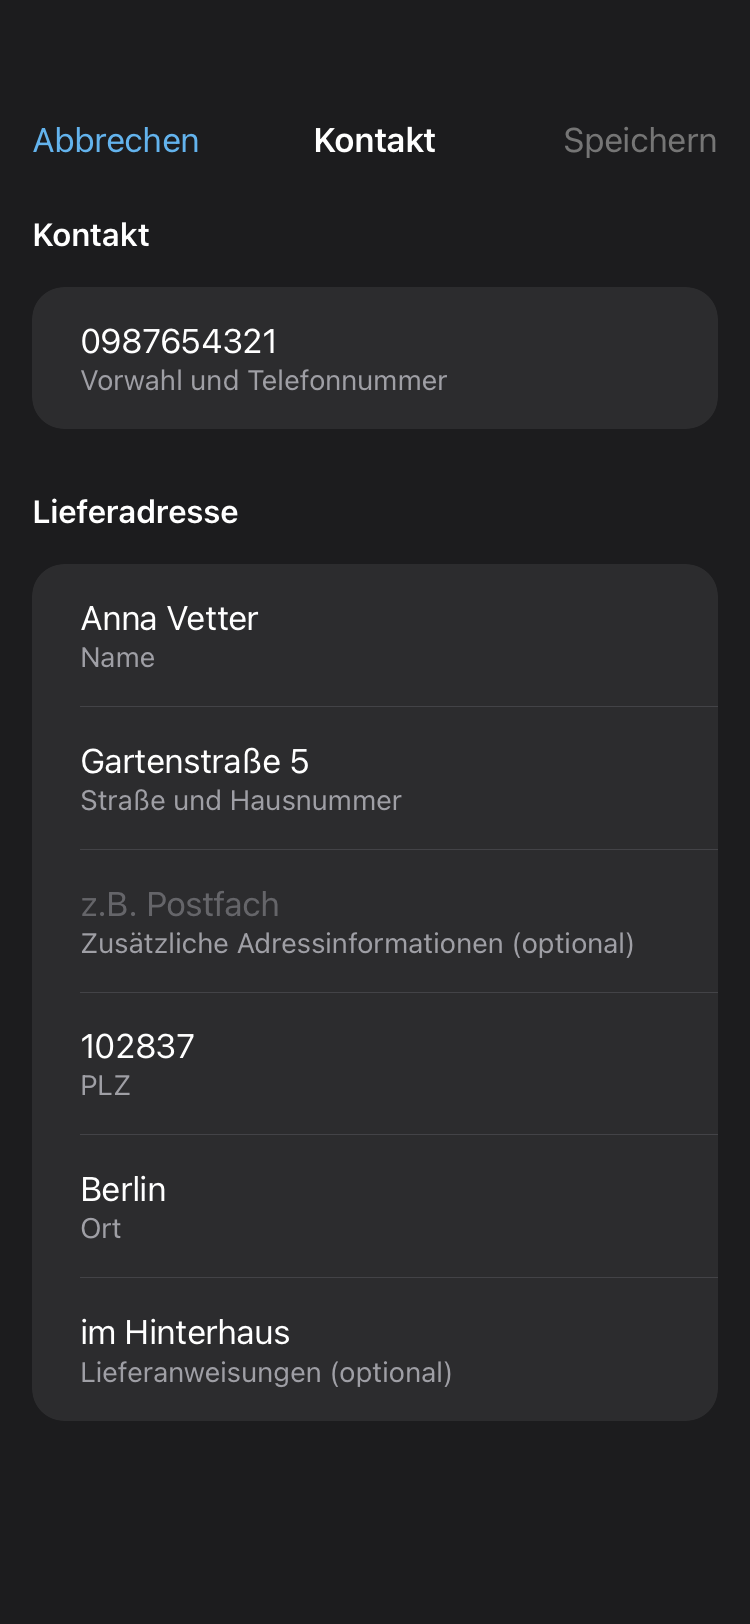 Abbrechen Kontakt Speichern
Kontakt
0987654321
Vorwahl und Telefonnummer
Lieferadresse
Anna Vetter
Name
Gartenstraße 5
Straße und Hausnummer
z.B. Postfach
Zusätzliche Adressinformationen (optional)
102837
PLZ
Berlin
Ort
im Hinterhaus
Lieferanweisungen (optional)